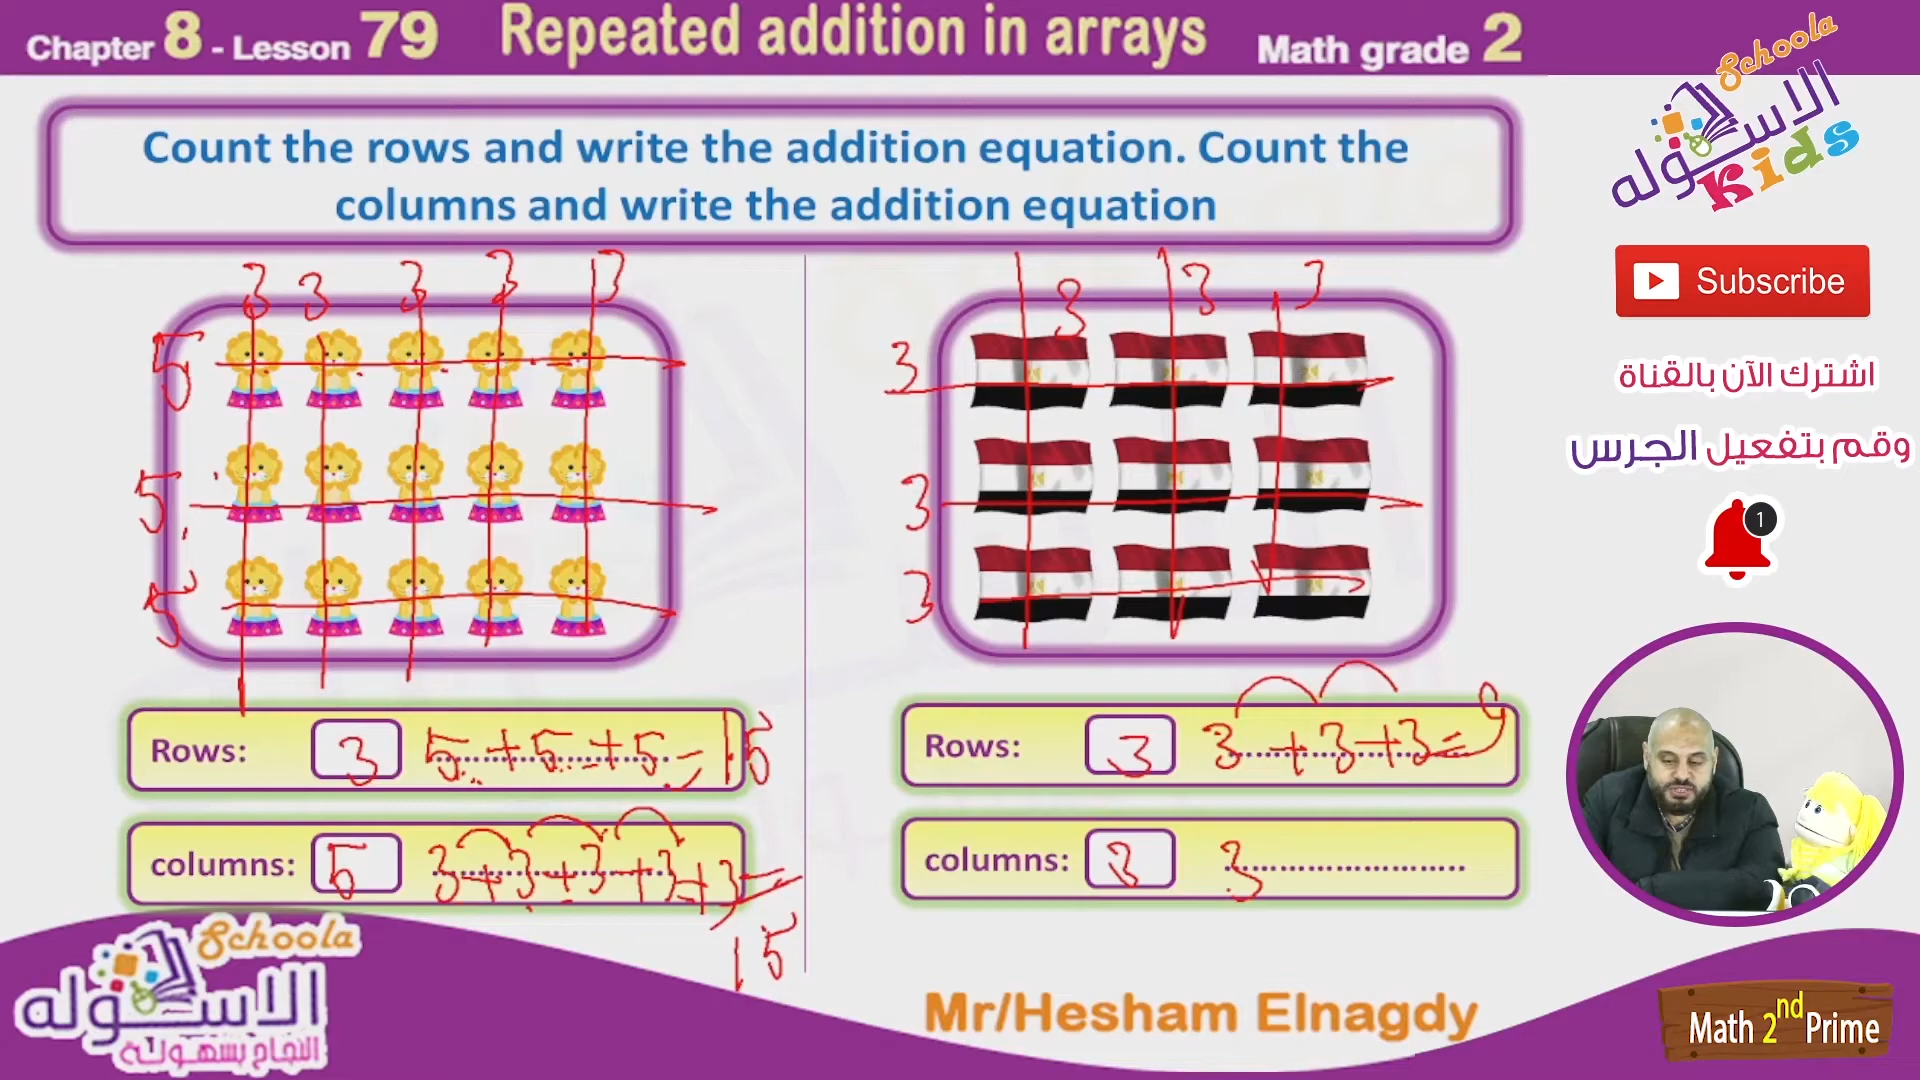 Chapter 8 - Lesson 79 Repeated addition in arrays Math grade 2
Schoola
الاسكوله
Kids
Count the rows and write the addition equation. Count the
columns and write the addition equation
Subscribe
اشترك الآن بالقناة
وقم بتفعيل الجرس
1
3 3 3 3 3
5
5
5
3 3 3
3
3
3
Rows: 3 5 + 5 + 5 = 15
columns: 5 3 + 3 + 3 + 3 + 3 =
15
Rows: 3 3 + 3 + 3 = 9
columns: 3 3
Schoola
الاسكوله
النجاح بسهولة
Mr/Hesham Elnagdy
Math 2nd Prime